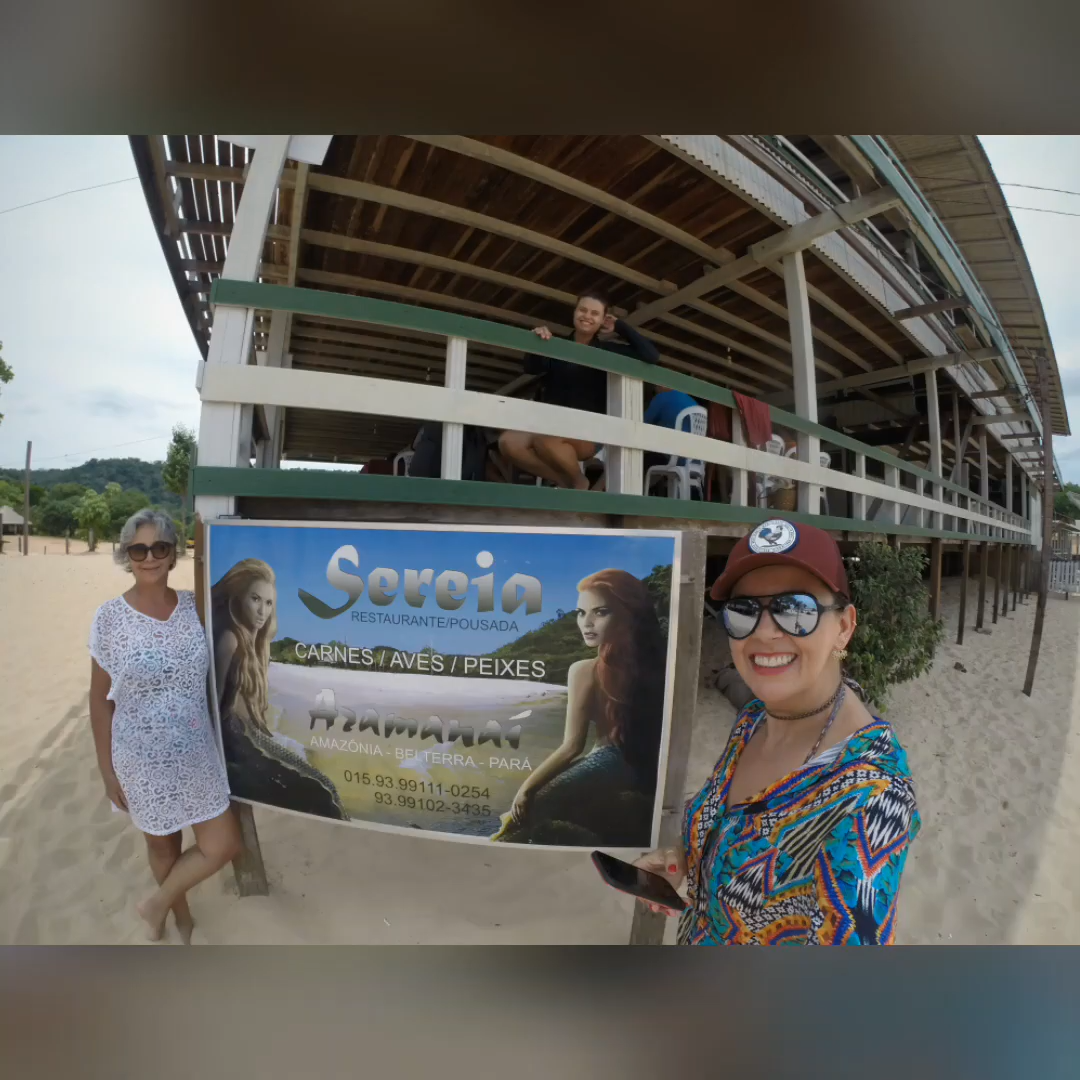 Sereia
RESTAURANTE/POUSADA
CARNES / AVES / PEIXES
Aramanaí
AMAZÔNIA - BELTERRA - PARÁ
015.93.99111-0254
93.99102-3435